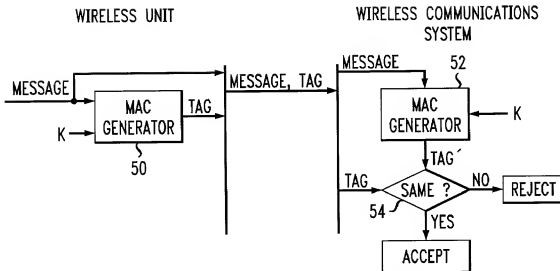 WIRELESS UNIT
WIRELESS COMMUNICATIONS
SYSTEM
MESSAGE
MAC
GENERATOR
K
TAG
50
MESSAGE, TAG
MESSAGE
52
MAC
GENERATOR
K
TAG´
TAG
SAME ?
54
NO
REJECT
YES
ACCEPT